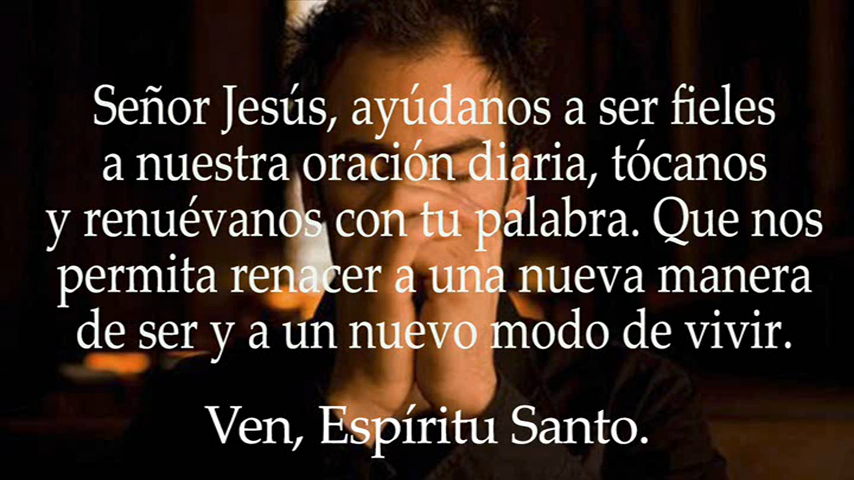 Señor Jesús, ayúdanos a ser fieles
a nuestra oración diaria, tócanos
y renuévanos con tu palabra. Que nos
permita renacer a una nueva manera
de ser y a un nuevo modo de vivir.
Ven, Espíritu Santo.